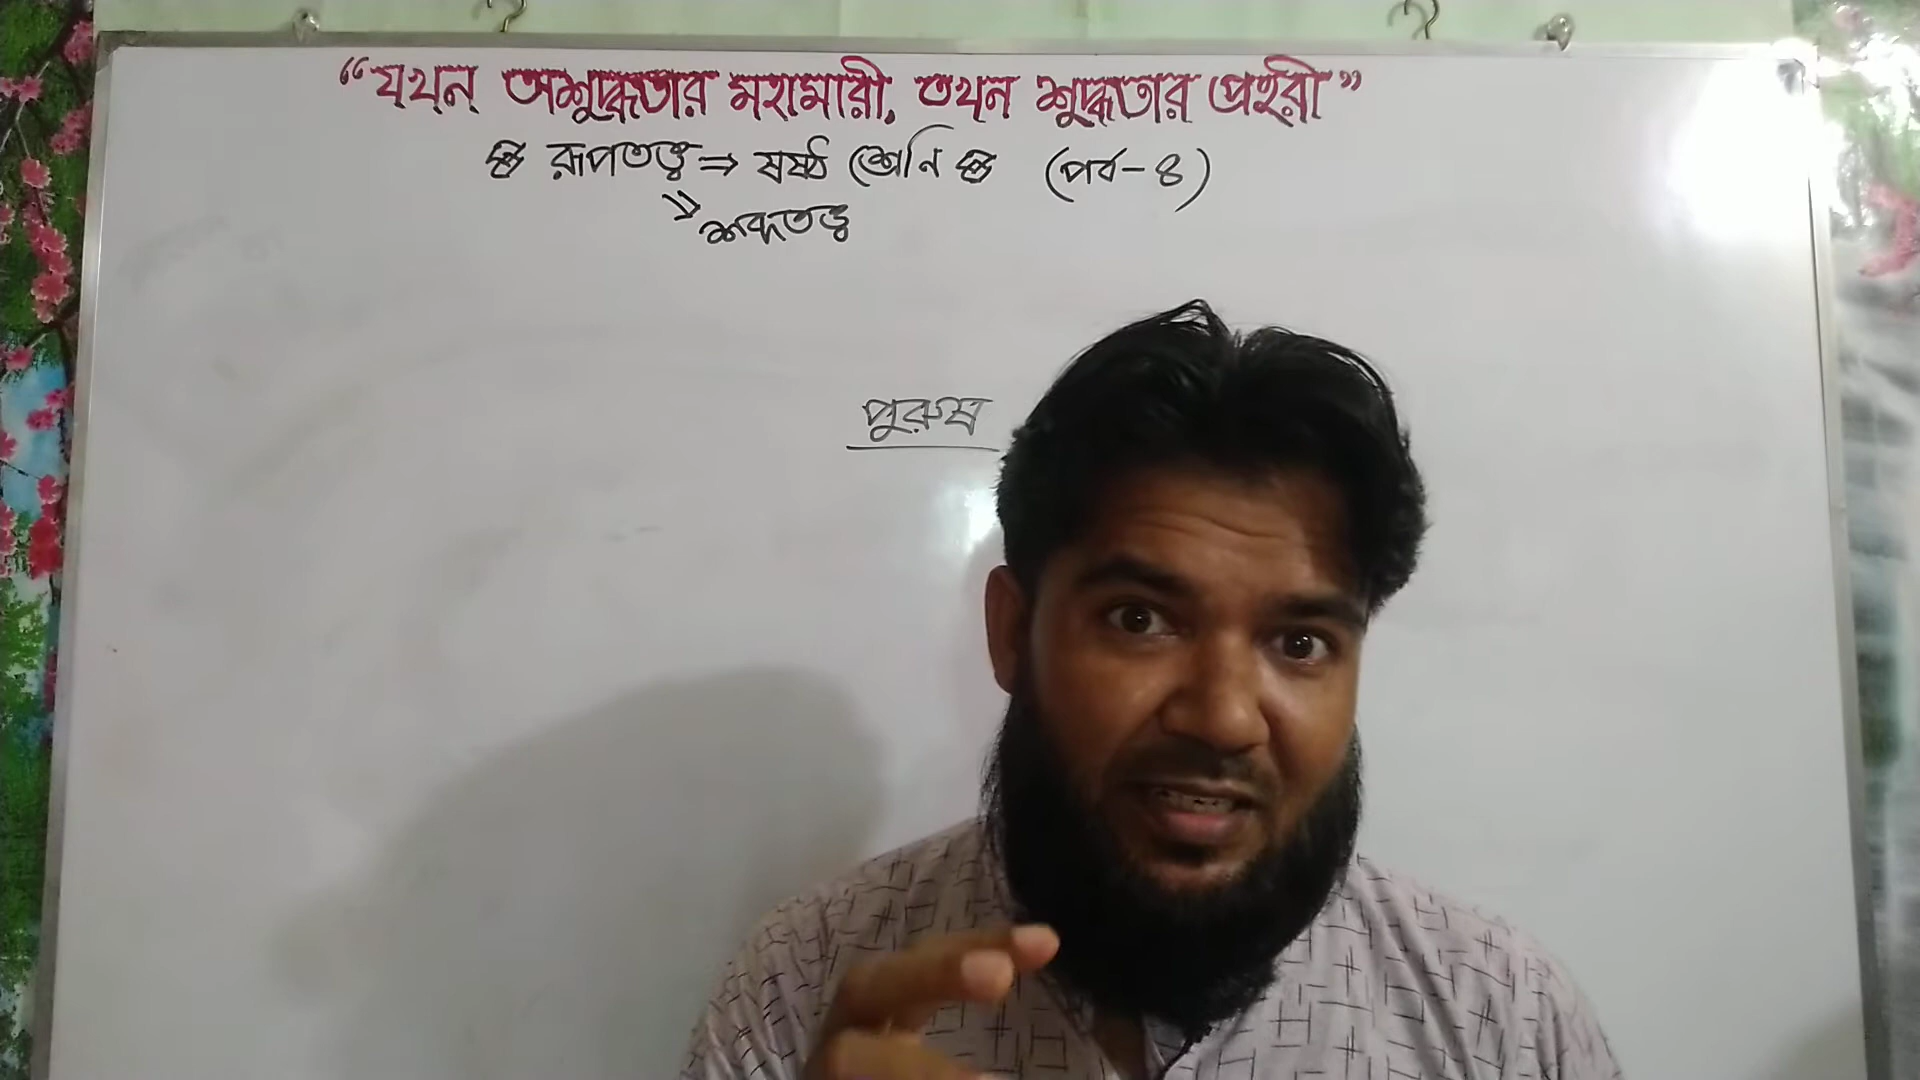 “যখন অশুদ্ধতার মহামারী, তখন শুদ্ধতার প্রহরী”
রূপতত্ত্ব ⇒ ষষ্ঠ শ্রেণি (পর্ব-৪)
শব্দতত্ত্ব
পুরুষ